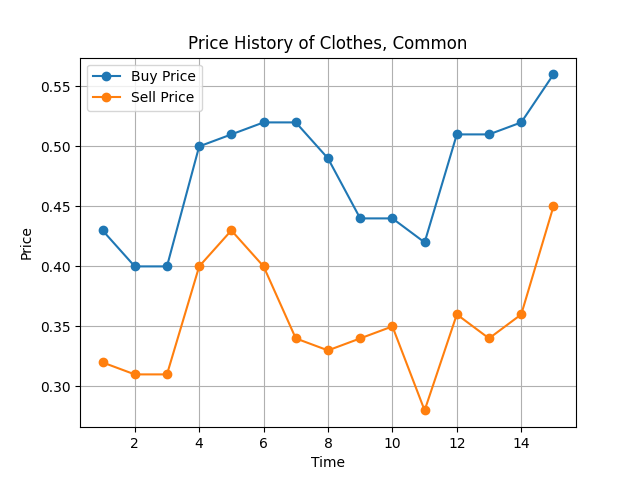 Price History of Clothes, Common
Buy Price
Sell Price
0.55
0.50
0.45
0.40
0.35
0.30
Price
2 4 6 8 10 12 14
Time